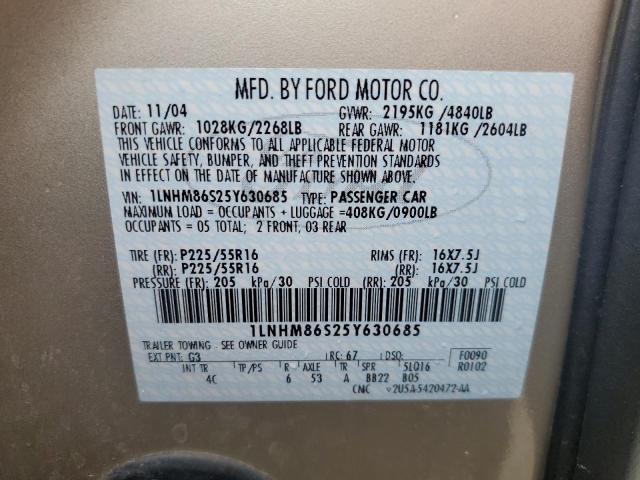 MFD. BY FORD MOTOR CO.
DATE: 11/04 GVWR: 2195KG /4840LB
FRONT GAWR: 1028KG/2268LB REAR GAWR: 1181KG /2604LB
THIS VEHICLE CONFORMS TO ALL APPLICABLE FEDERAL MOTOR
VEHICLE SAFETY, BUMPER, AND THEFT PREVENTION STANDARDS
IN EFFECT ON THE DATE OF MANUFACTURE SHOWN ABOVE.
VIN: 1LNHM86S25Y630685 TYPE: PASSENGER CAR
MAXIMUM LOAD = OCCUPANTS + LUGGAGE =408KG/0900LB
OCCUPANTS = 05 TOTAL; 2 FRONT, 03 REAR
TIRE (FR): P225/55R16 RIMS (FR): 16X7.5J
(RR): P225/55R16 (RR): 16X7.5J
PRESSURE (FR): 205 kPa/30 PSI COLD (RR): 205 kPa/30 PSI COLD
1LNHM86S25Y630685
TRAILER TOWING - SEE OWNER GUIDE
EXT PNT: G3 RC: 67 DSO: F0090
INT TR TP/PS R AXLE TR SPR 5L016 R0102
4C 6 53 A BB22 B05
2U5A-5420472-AA